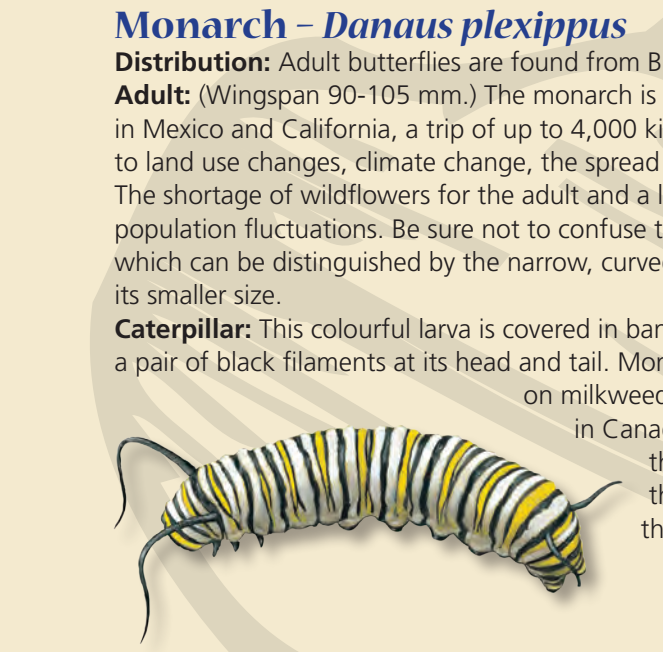 Monarch – Danaus plexippus
Distribution: Adult butterflies are found from B
Adult: (Wingspan 90-105 mm.) The monarch is
in Mexico and California, a trip of up to 4,000 ki
to land use changes, climate change, the spread
The shortage of wildflowers for the adult and a l
population fluctuations. Be sure not to confuse t
which can be distinguished by the narrow, curve
its smaller size.
Caterpillar: This colourful larva is covered in ban
a pair of black filaments at its head and tail. Mon
on milkweed
in Cana
th
th
th